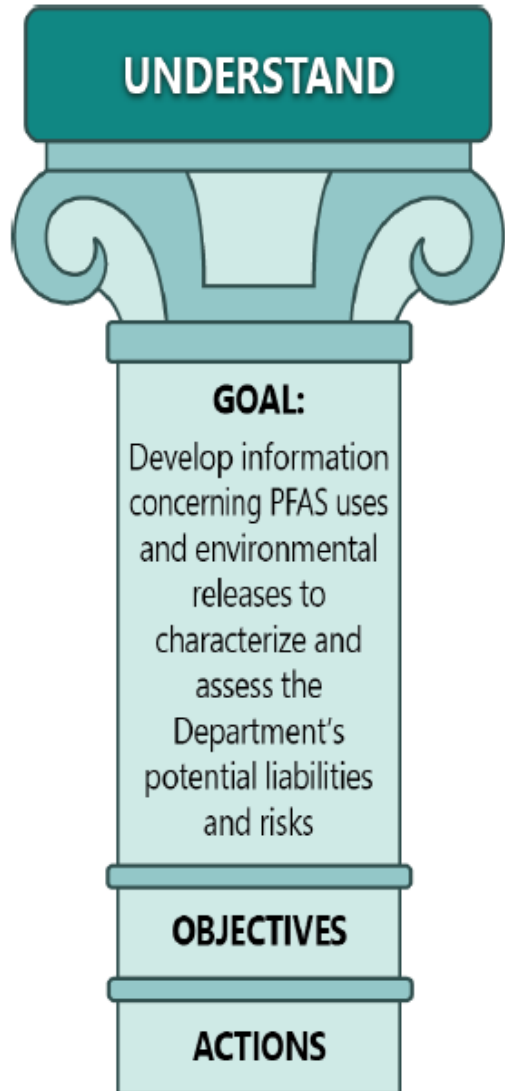 UNDERSTAND
GOAL:
Develop information
concerning PFAS uses
and environmental
releases to
characterize and
assess the
Department's
potential liabilities
and risks
OBJECTIVES
ACTIONS